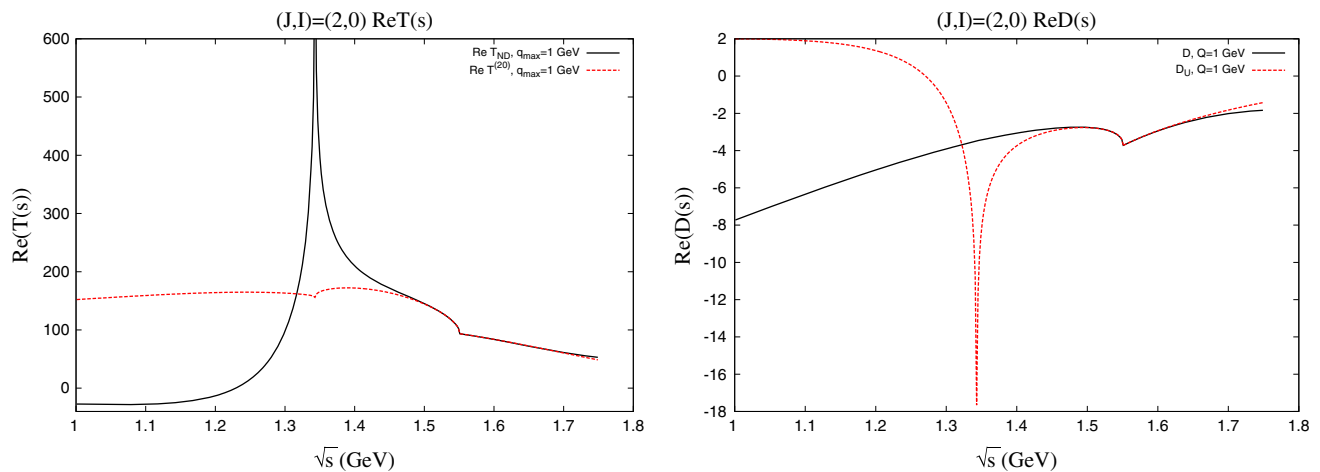 (J,I)=(2,0) ReT(s)
Re T_ND, q_max=1 GeV
Re T^(20), q_max=1 GeV
Re(T(s))
600
500
400
300
200
100
0
1 1.1 1.2 1.3 1.4 1.5 1.6 1.7 1.8
√s (GeV)
(J,I)=(2,0) ReD(s)
D, Q=1 GeV
D_U, Q=1 GeV
Re(D(s))
2
0
-2
-4
-6
-8
-10
-12
-14
-16
-18
1 1.1 1.2 1.3 1.4 1.5 1.6 1.7 1.8
√s (GeV)